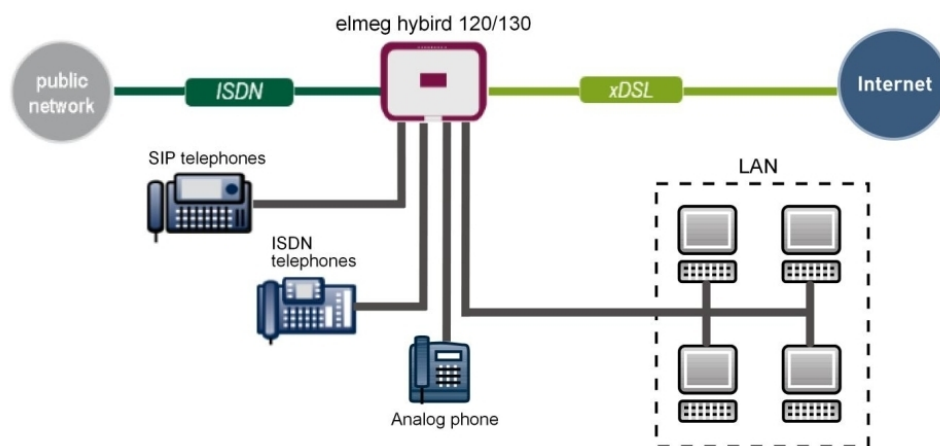 elmeg hybird 120/130
public
network
ISDN
xDSL
Internet
SIP telephones
LAN
ISDN
telephones
Analog phone